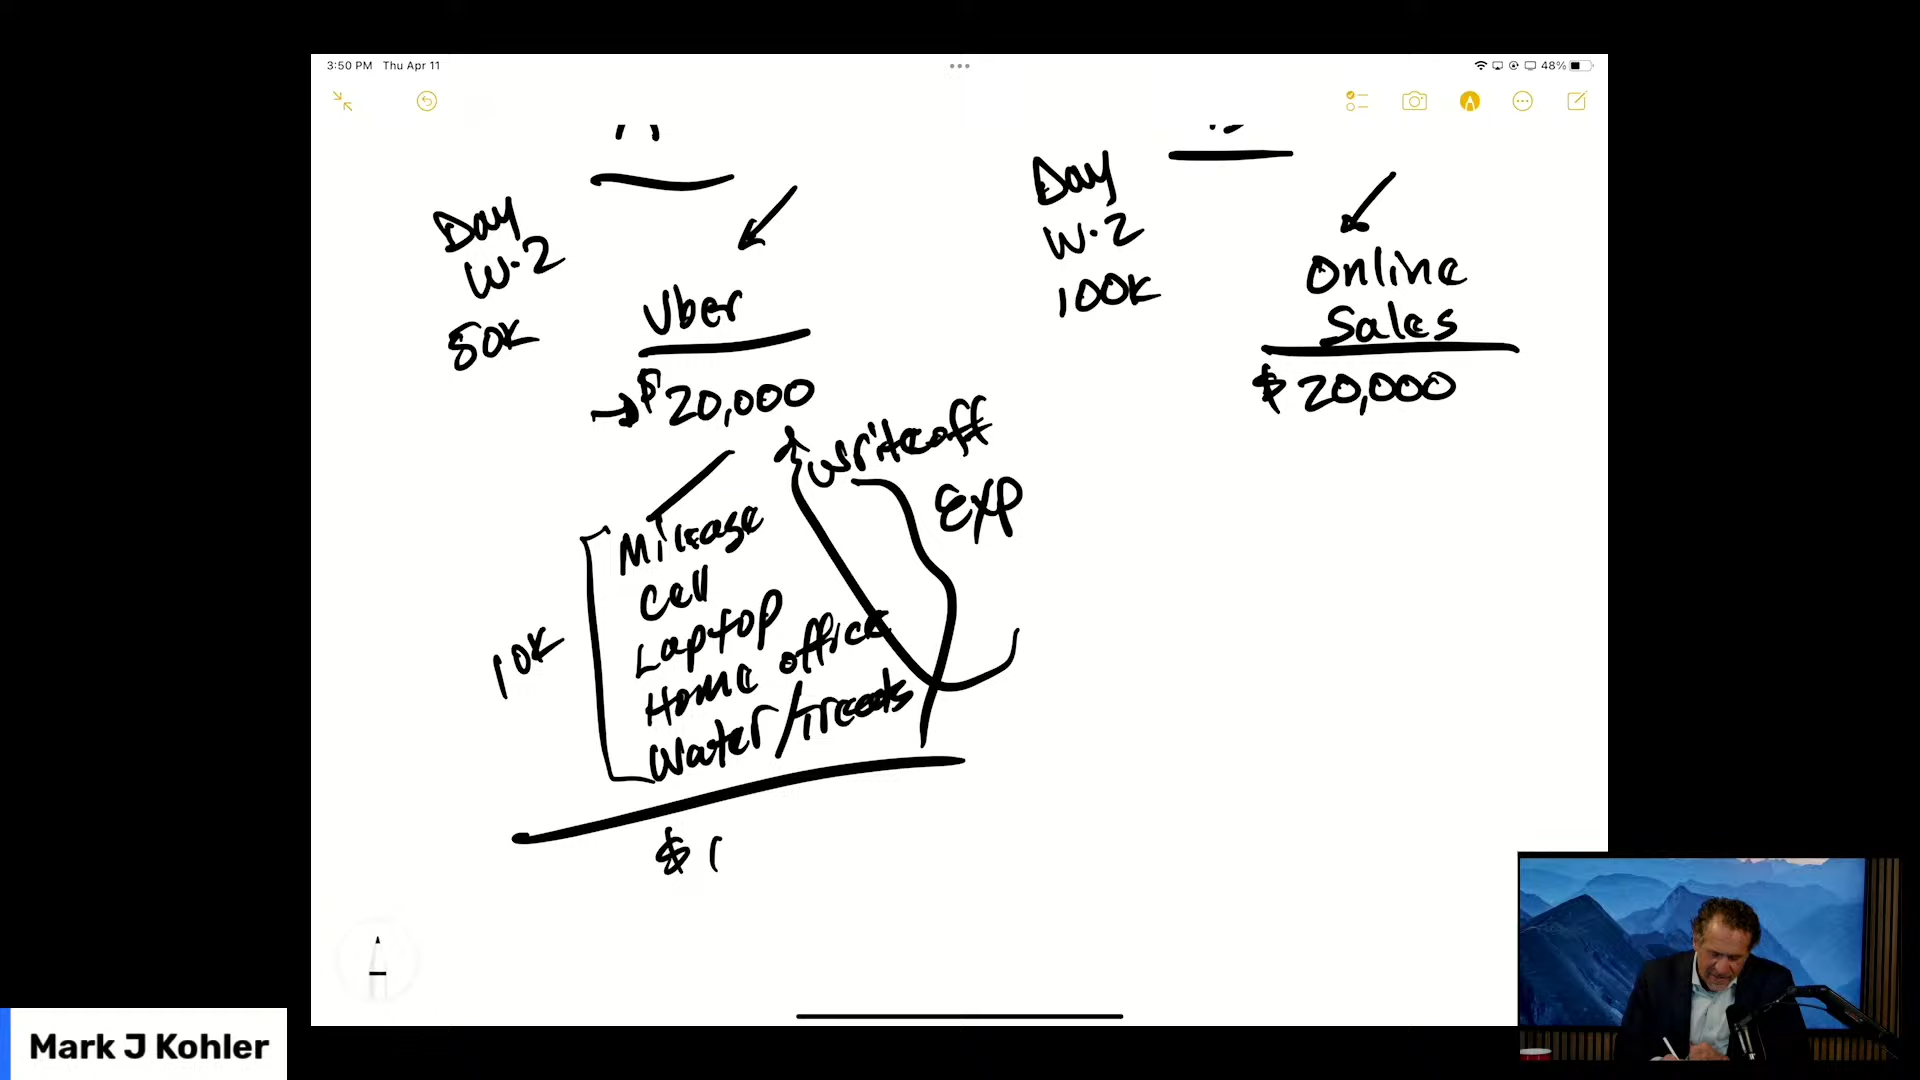 3:50 PM Thu Apr 11
48%
Day
W-2
50K
Uber
$20,000
writeoff
Exp
Mileage
Cell
Laptop
Home office
Water/Treats
10K
$
Day
W-2
100K
Online
Sales
$20,000
Mark J Kohler